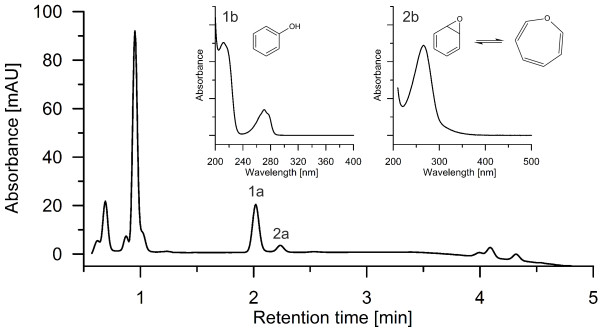 1b
OH
Absorbance
200 240 280 320 360 400
Wavelength [nm]
2b
O
O
Absorbance
200 300 400 500
Wavelength [nm]
Absorbance [mAU]
100
80
60
40
20
0
1a
2a
1 2 3 4 5
Retention time [min]